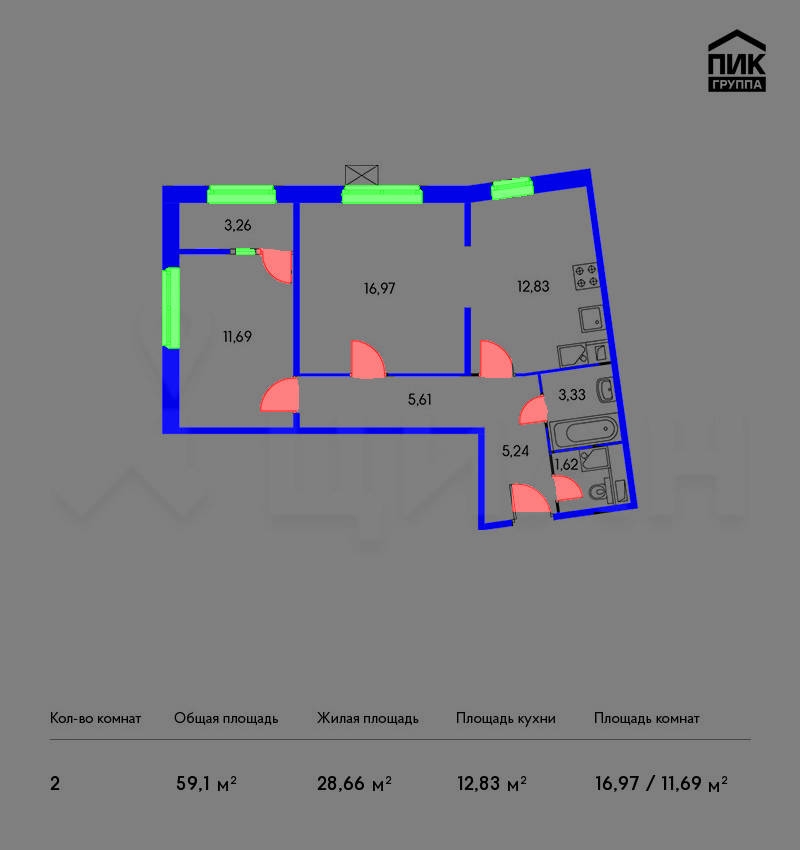 ПИК
ГРУППА
3,26
16,97
12,83
11,69
5,61
3,33
5,24
1,62
Кол-во комнат Общая площадь Жилая площадь Площадь кухни Площадь комнат
2 59,1 м² 28,66 м² 12,83 м² 16,97 / 11,69 м²